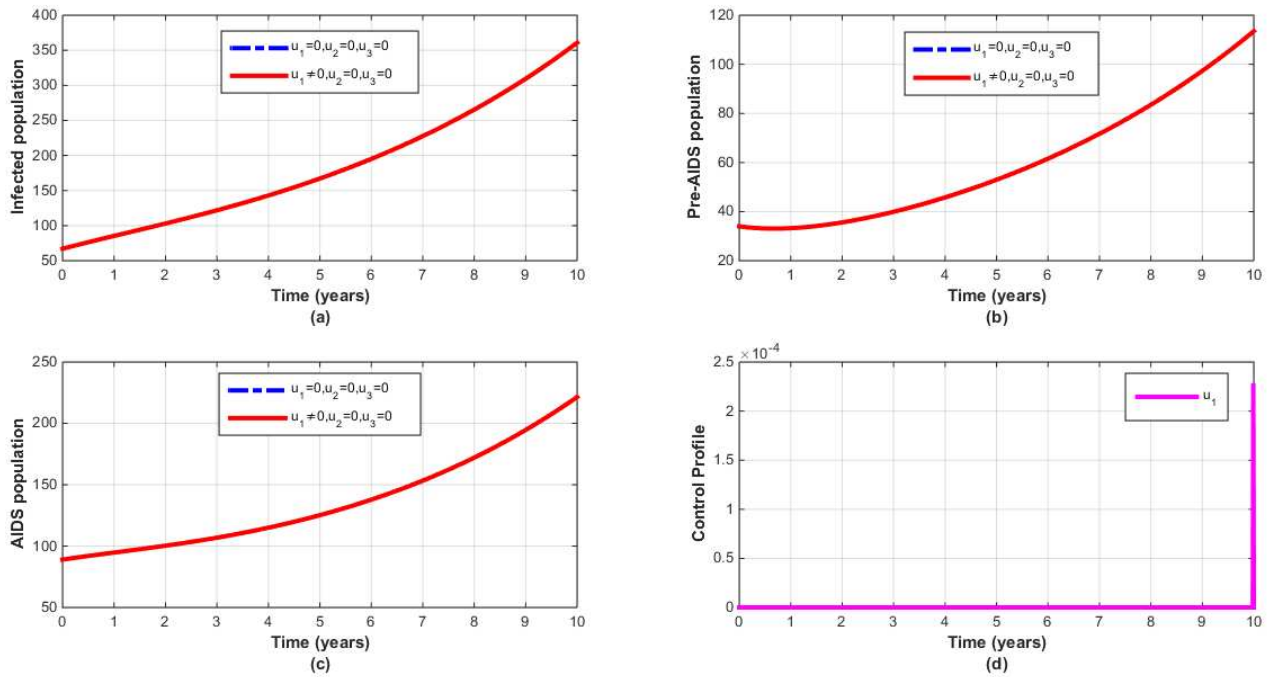 400
350
300
250
200
150
100
50
Infected population
u₁=0,u₂=0,u₃=0
u₁≠0,u₂=0,u₃=0
0 1 2 3 4 5 6 7 8 9 10
Time (years)
(a)
120
100
80
60
40
20
Pre-AIDS population
u₁=0,u₂=0,u₃=0
u₁≠0,u₂=0,u₃=0
0 1 2 3 4 5 6 7 8 9 10
Time (years)
(b)
250
200
150
100
50
AIDS population
u₁=0,u₂=0,u₃=0
u₁≠0,u₂=0,u₃=0
0 1 2 3 4 5 6 7 8 9 10
Time (years)
(c)
×10⁻⁴
2.5
2
1.5
1
0.5
0
Control Profile
u₁
0 1 2 3 4 5 6 7 8 9 10
Time (years)
(d)